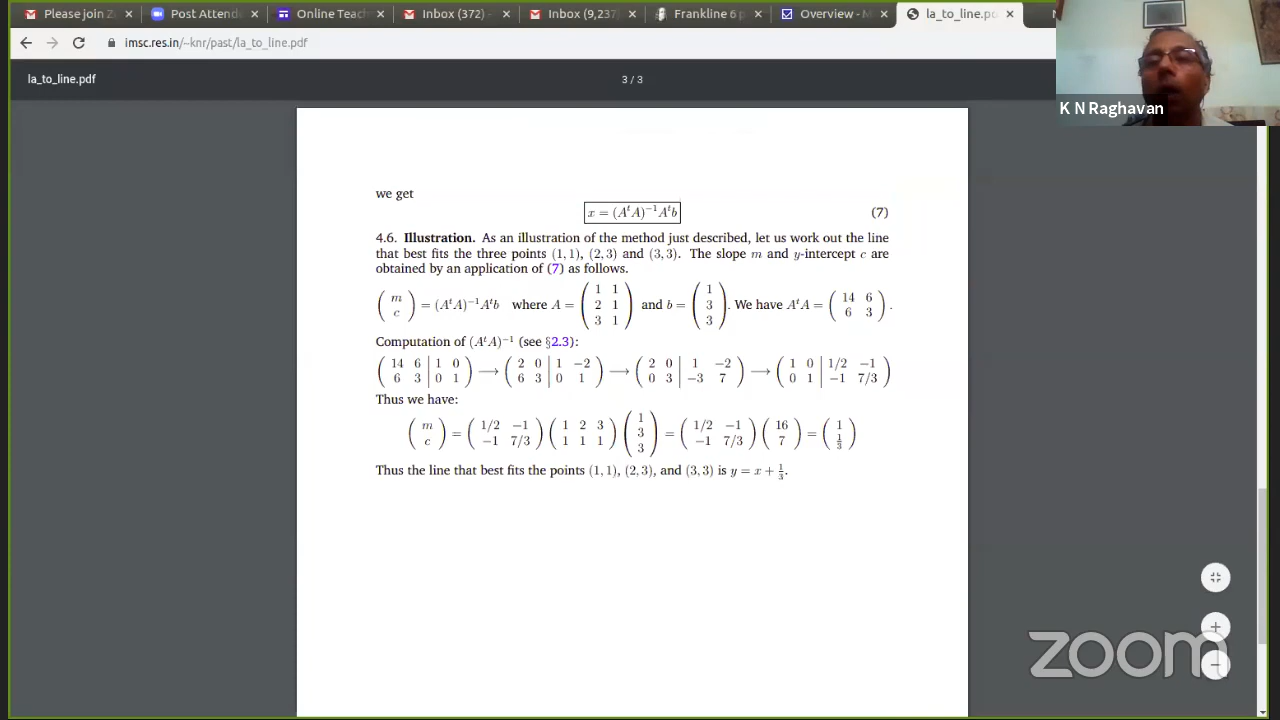 Please join Z
Post Attend
Online Teac
Inbox (372) –
Inbox (9,237
Frankline 6 p
Overview - M
la_to_line.pd
imsc.res.in/~knr/past/la_to_line.pdf
la_to_line.pdf
3 / 3
K N Raghavan
we get
x = (AᵗA)⁻¹Aᵗb (7)
4.6. Illustration. As an illustration of the method just described, let us work out the line
that best fits the three points (1, 1), (2, 3) and (3, 3). The slope m and y-intercept c are
obtained by an application of (7) as follows.
( m ; c ) = (AᵗA)⁻¹Aᵗb where A = ( 1 1 ; 2 1 ; 3 1 ) and b = ( 1 ; 3 ; 3 ). We have AᵗA = ( 14 6 ; 6 3 ).
Computation of (AᵗA)⁻¹ (see §2.3):
( 14 6 | 1 0 ; 6 3 | 0 1 ) ⟶ ( 2 0 | 1 −2 ; 6 3 | 0 1 ) ⟶ ( 2 0 | 1 −2 ; 0 3 | −3 7 ) ⟶ ( 1 0 | 1/2 −1 ; 0 1 | −1 7/3 )
Thus we have:
( m ; c ) = ( 1/2 −1 ; −1 7/3 ) ( 1 2 3 ; 1 1 1 ) ( 1 ; 3 ; 3 ) = ( 1/2 −1 ; −1 7/3 ) ( 16 ; 7 ) = ( 1 ; 1/3 )
Thus the line that best fits the points (1, 1), (2, 3), and (3, 3) is y = x + 1/3.
zoom